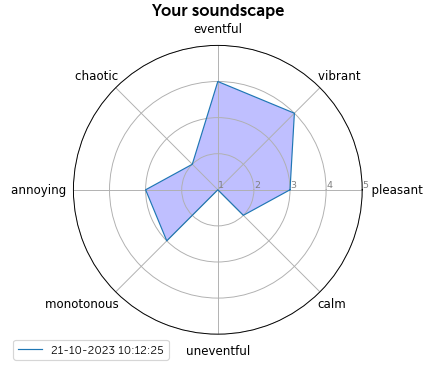 Your soundscape
eventful
chaotic
vibrant
annoying
1
2
3
4
5
pleasant
monotonous
calm
uneventful
21-10-2023 10:12:25